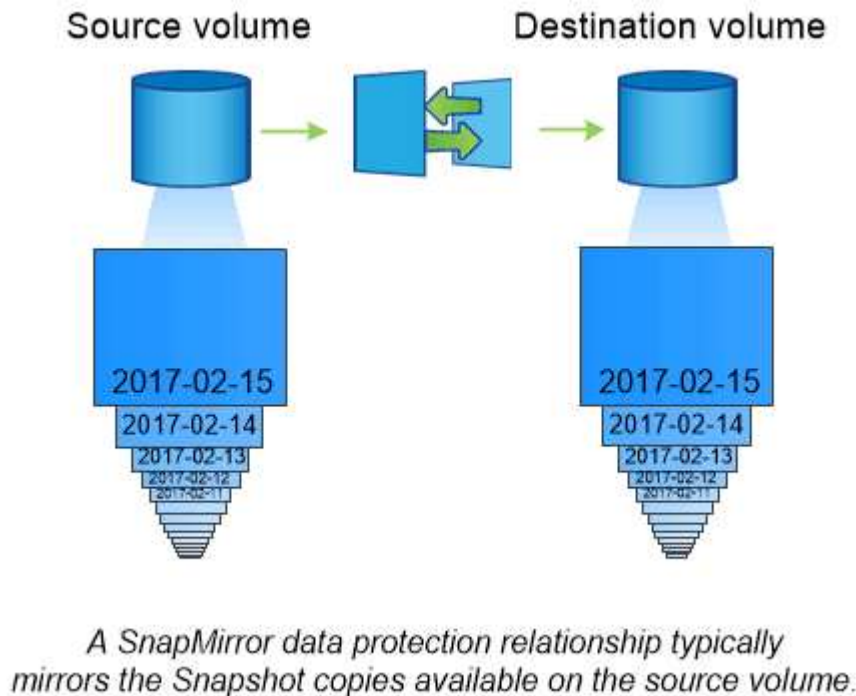 Source volume
Destination volume
2017-02-15
2017-02-15
2017-02-14
2017-02-14
2017-02-13
2017-02-13
2017-02-12
2017-02-12
2017-02-11
2017-02-11
A SnapMirror data protection relationship typically
mirrors the Snapshot copies available on the source volume.